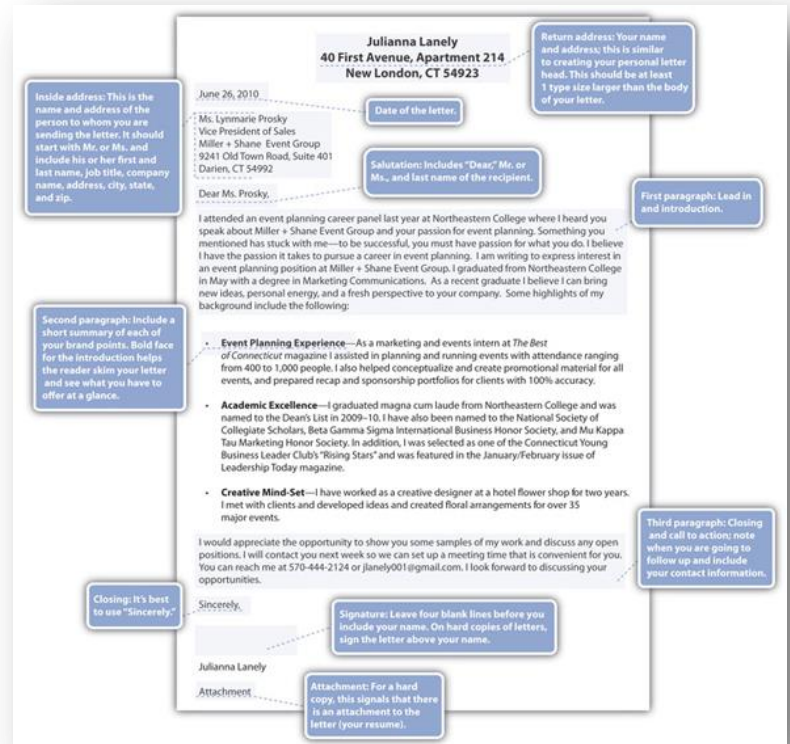 Julianna Lanely
40 First Avenue, Apartment 214
New London, CT 54923
Return address: Your name
and address; this is similar
to creating your personal letter
head. This should be at least
1 type size larger than the body
of your letter.
June 26, 2010
Date of the letter.
Inside address: This is the
name and address of the
person to whom you are
sending the letter. It should
start with Mr. or Ms. and
include his or her first and
last name, job title, company
name, address, city, state,
and zip.
Ms. Lynmarie Prosky
Vice President of Sales
Miller + Shane Event Group
9241 Old Town Road, Suite 401
Darien, CT 54992
Salutation: Includes "Dear," Mr. or
Ms., and last name of the recipient.
Dear Ms. Prosky,
First paragraph: Lead in
and introduction.
I attended an event planning career panel last year at Northeastern College where I heard you
speak about Miller + Shane Event Group and your passion for event planning. Something you
mentioned has stuck with me—to be successful, you must have passion for what you do. I believe
I have the passion it takes to pursue a career in event planning. I am writing to express interest in
an event planning position at Miller + Shane Event Group. I graduated from Northeastern College
in May with a degree in Marketing Communications. As a recent graduate I believe I can bring
new ideas, personal energy, and a fresh perspective to your company. Some highlights of my
background include the following:
Second paragraph: Include a
short summary of each of
your brand points. Bold face
for the introduction helps
the reader skim your letter
and see what you have to
offer at a glance.
• Event Planning Experience—As a marketing and events intern at The Best
of Connecticut magazine I assisted in planning and running events with attendance ranging
from 400 to 1,000 people. I also helped conceptualize and create promotional material for all
events, and prepared recap and sponsorship portfolios for clients with 100% accuracy.
• Academic Excellence—I graduated magna cum laude from Northeastern College and was
named to the Dean's List in 2009–10. I have also been named to the National Society of
Collegiate Scholars, Beta Gamma Sigma International Business Honor Society, and Mu Kappa
Tau Marketing Honor Society. In addition, I was selected as one of the Connecticut Young
Business Leader Club's "Rising Stars" and was featured in the January/February issue of
Leadership Today magazine.
• Creative Mind-Set—I have worked as a creative designer at a hotel flower shop for two years.
I met with clients and developed ideas and created floral arrangements for over 35
major events.
Third paragraph: Closing
and call to action; note
when you are going to
follow up and include
your contact information.
I would appreciate the opportunity to show you some samples of my work and discuss any open
positions. I will contact you next week so we can set up a meeting time that is convenient for you.
You can reach me at 570-444-2124 or jlanely001@gmail.com. I look forward to discussing your
opportunities.
Closing: It's best
to use "Sincerely."
Sincerely,
Signature: Leave four blank lines before you
include your name. On hard copies of letters,
sign the letter above your name.
Julianna Lanely
Attachment
Attachment: For a hard
copy, this signals that there
is an attachment to the
letter (your resume).